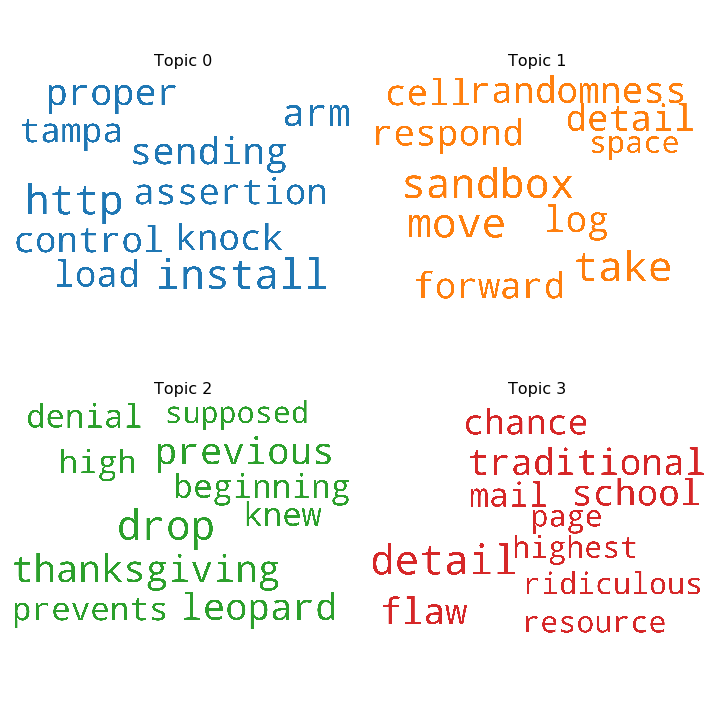 Topic 0
proper
arm
tampa
sending
http assertion
control knock
load install
Topic 1
cell randomness
detail
respond
space
sandbox
move log
take
forward
Topic 2
denial supposed
high previous
beginning
drop knew
thanksgiving
prevents leopard
Topic 3
chance
traditional
mail school
page
highest
detail
ridiculous
flaw
resource